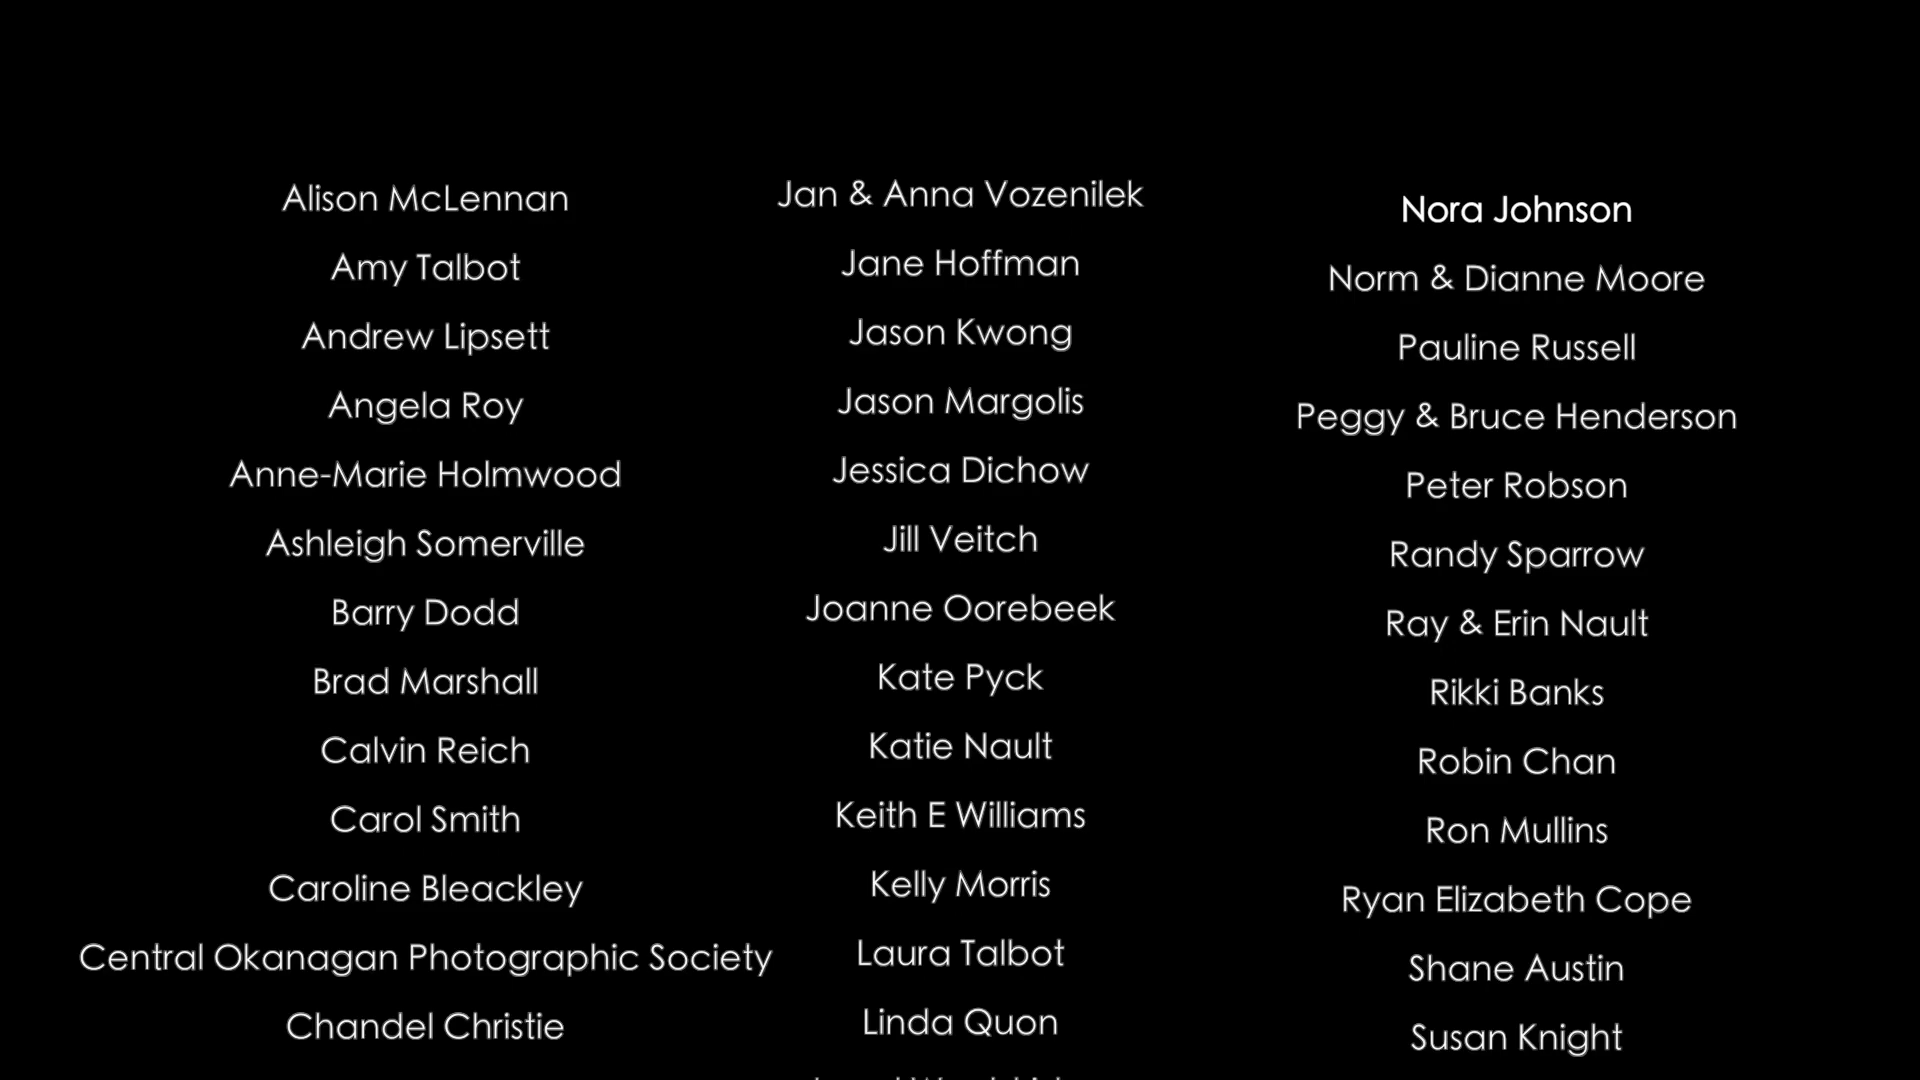 Alison McLennan
Amy Talbot
Andrew Lipsett
Angela Roy
Anne-Marie Holmwood
Ashleigh Somerville
Barry Dodd
Brad Marshall
Calvin Reich
Carol Smith
Caroline Bleackley
Central Okanagan Photographic Society
Chandel Christie
Jan & Anna Vozenilek
Jane Hoffman
Jason Kwong
Jason Margolis
Jessica Dichow
Jill Veitch
Joanne Oorebeek
Kate Pyck
Katie Nault
Keith E Williams
Kelly Morris
Laura Talbot
Linda Quon
Nora Johnson
Norm & Dianne Moore
Pauline Russell
Peggy & Bruce Henderson
Peter Robson
Randy Sparrow
Ray & Erin Nault
Rikki Banks
Robin Chan
Ron Mullins
Ryan Elizabeth Cope
Shane Austin
Susan Knight